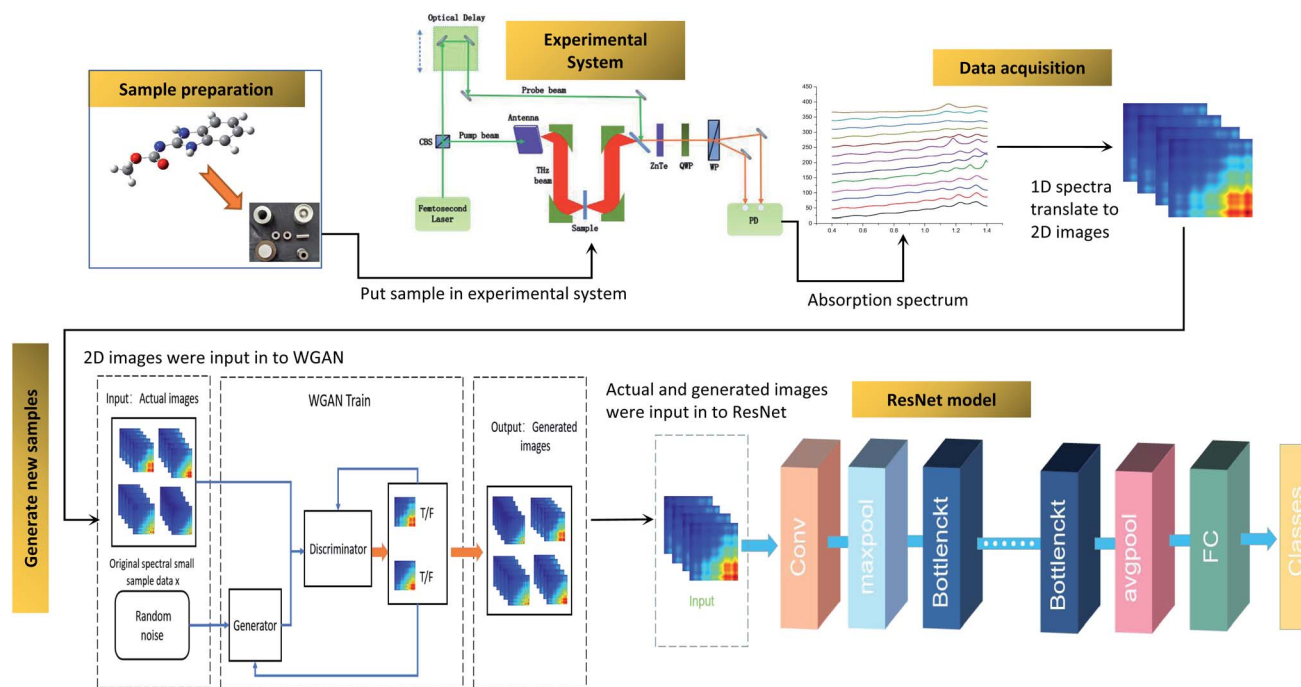 Sample preparation
Optical Delay
Experimental
System
Probe beam
Antenna
CBS
Pump beam
THz
beam
ZnTe
QWP
WP
Femtosecond
Laser
Sample
PD
Put sample in experimental system
Data acquisition
450
400
350
300
250
200
150
100
50
0
0.4
0.6
0.8
1.0
1.2
1.4
Absorption spectrum
1D spectra
translate to
2D images
Generate new samples
2D images were input in to WGAN
Input: Actual images
Original spectral small
sample data x
Random
noise
WGAN Train
Generator
Discriminator
T/F
T/F
Output: Generated
images
Actual and generated images
were input in to ResNet
ResNet model
Input
Conv
maxpool
Bottlenckt
Bottlenckt
avgpool
FC
Classes